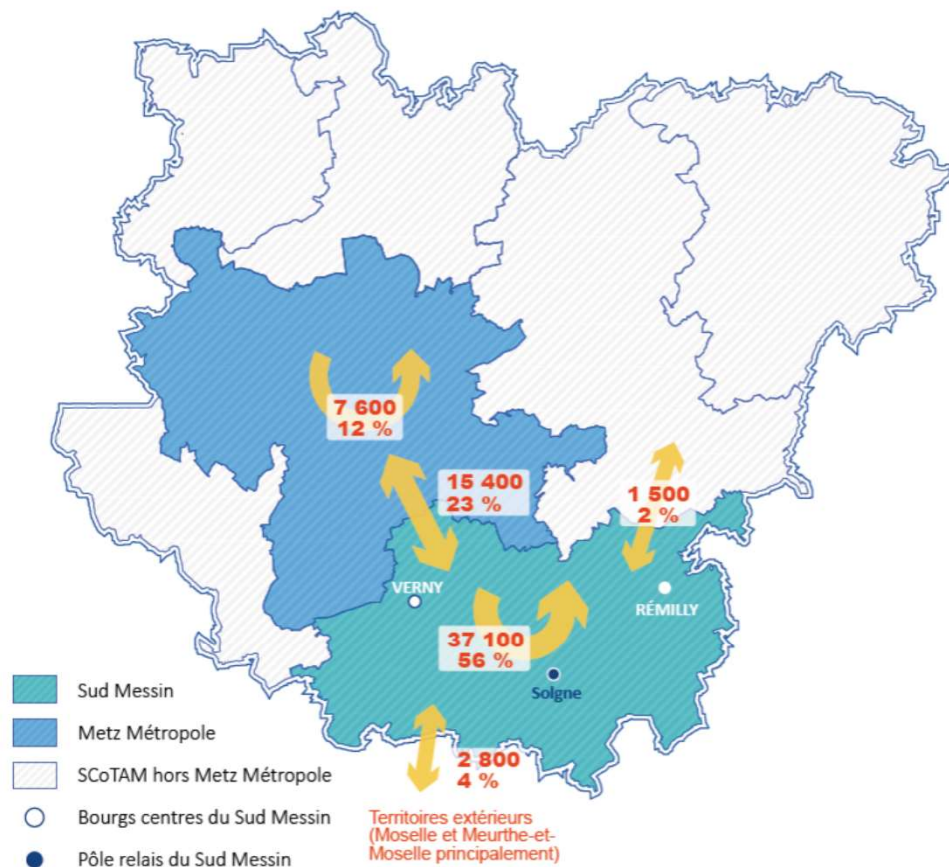 7 600
12 %
15 400
23 %
1 500
2 %
VERNY
RÉMILLY
37 100
56 %
Solgne
2 800
4 %
Territoires extérieurs
(Moselle et Meurthe-et-
Moselle principalement)
Sud Messin
Metz Métropole
SCoTAM hors Metz Métropole
Bourgs centres du Sud Messin
Pôle relais du Sud Messin